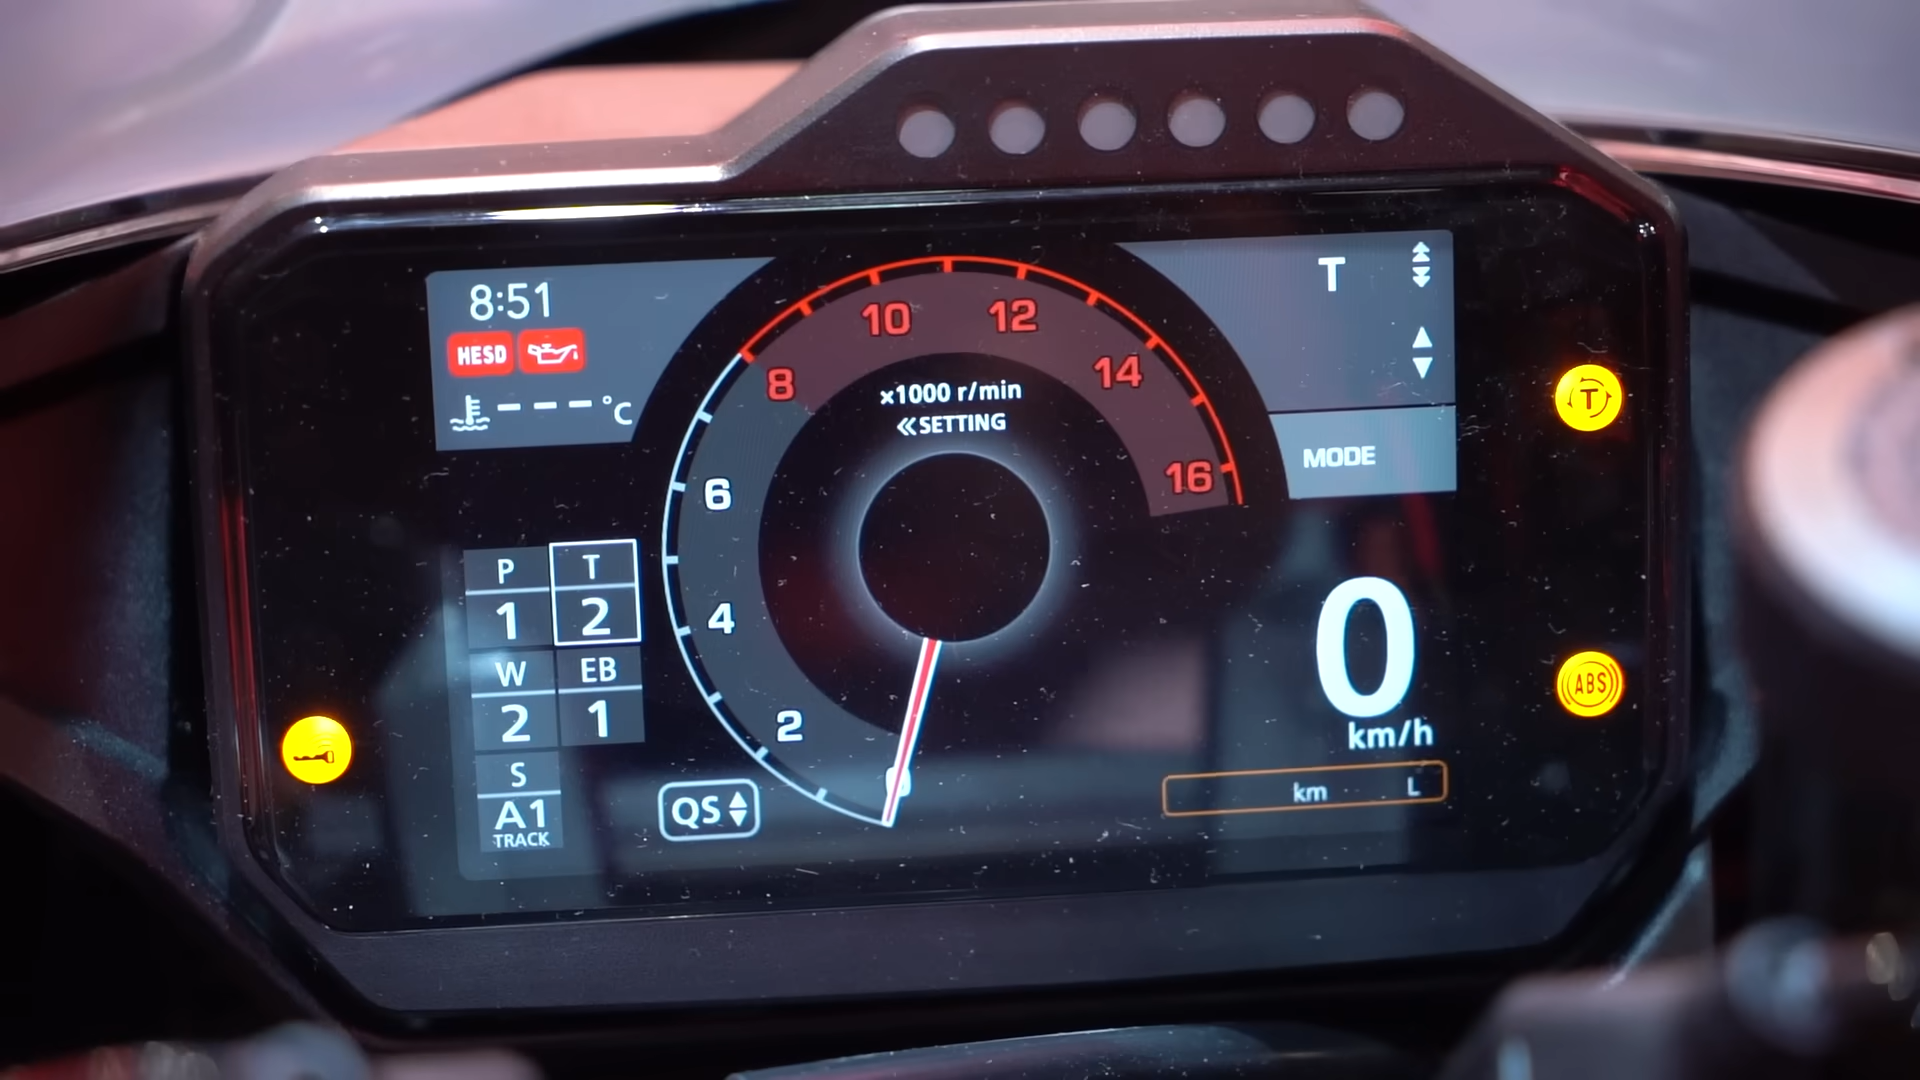 8:51
HESD
---°C
P
T
1
2
W
EB
2
1
S
A1
TRACK
QS
0
2
4
6
8
10
12
14
16
×1000 r/min
«SETTING
T
MODE
0
km/h
km L
T
ABS